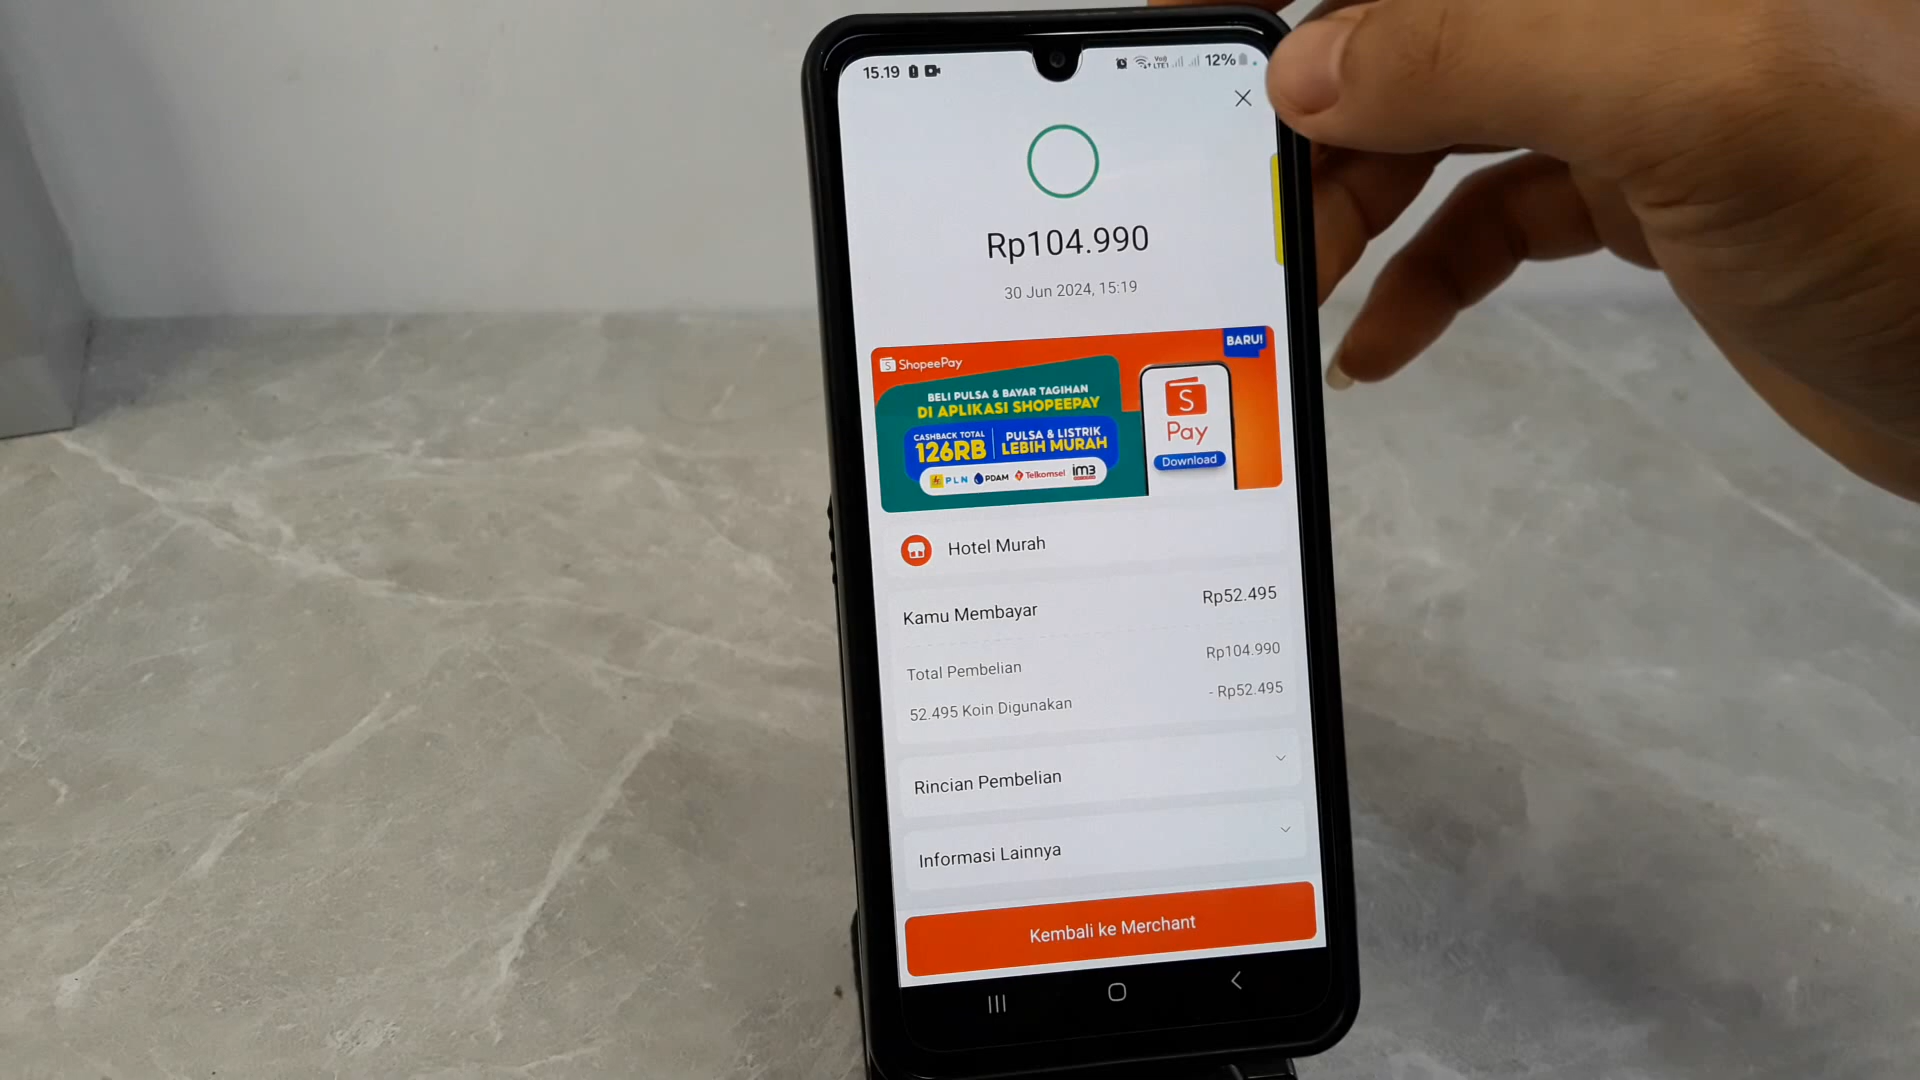 15.19
Vo))
LTE1
12%
Rp104.990
30 Jun 2024, 15:19
ShopeePay
BARU!
BELI PULSA & BAYAR TAGIHAN
DI APLIKASI SHOPEEPAY
CASHBACK TOTAL
126RB
PULSA & LISTRIK
LEBIH MURAH
PLN
PDAM
Telkomsel
im3
S
Pay
Download
Hotel Murah
Kamu Membayar
Rp52.495
Total Pembelian
Rp104.990
52.495 Koin Digunakan
- Rp52.495
Rincian Pembelian
Informasi Lainnya
Kembali ke Merchant